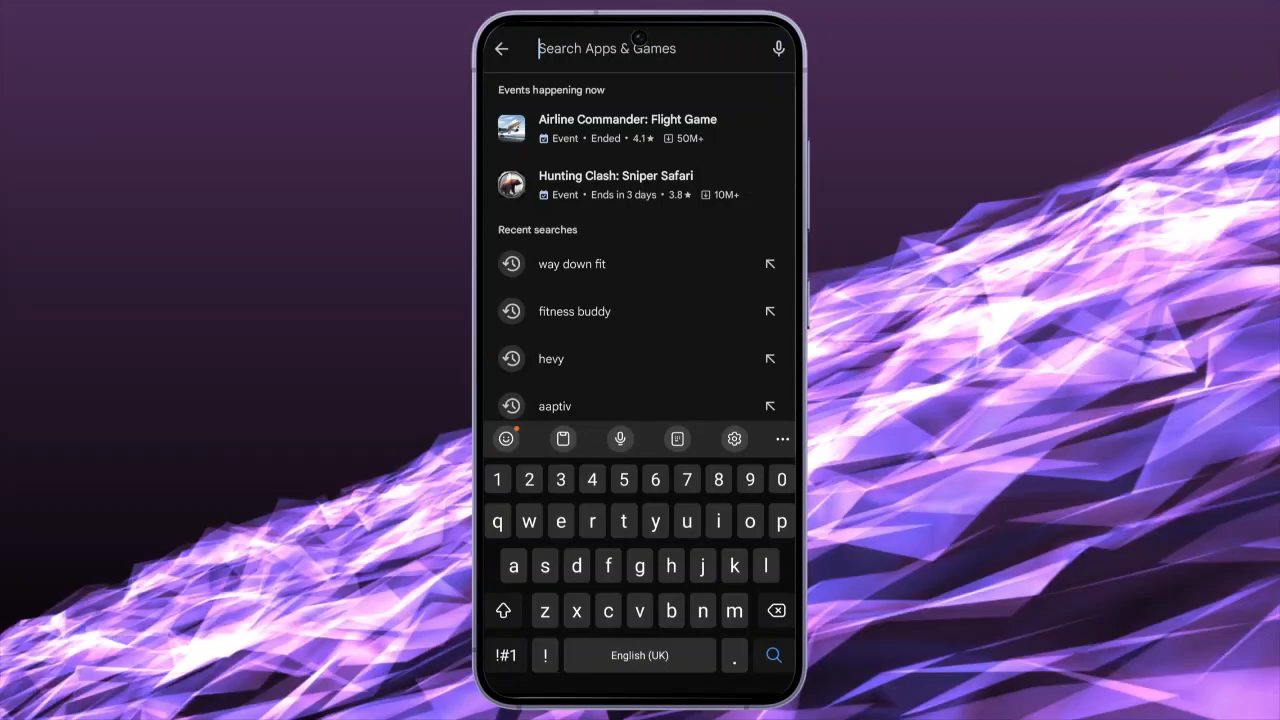 Search Apps & Games
Events happening now
Airline Commander: Flight Game
Event • Ended • 4.1★ 50M+
Hunting Clash: Sniper Safari
Event • Ends in 3 days • 3.8★ 10M+
Recent searches
way down fit
fitness buddy
hevy
aaptiv
1 2 3 4 5 6 7 8 9 0
q w e r t y u i o p
a s d f g h j k l
z x c v b n m
!#1 ! English (UK) .